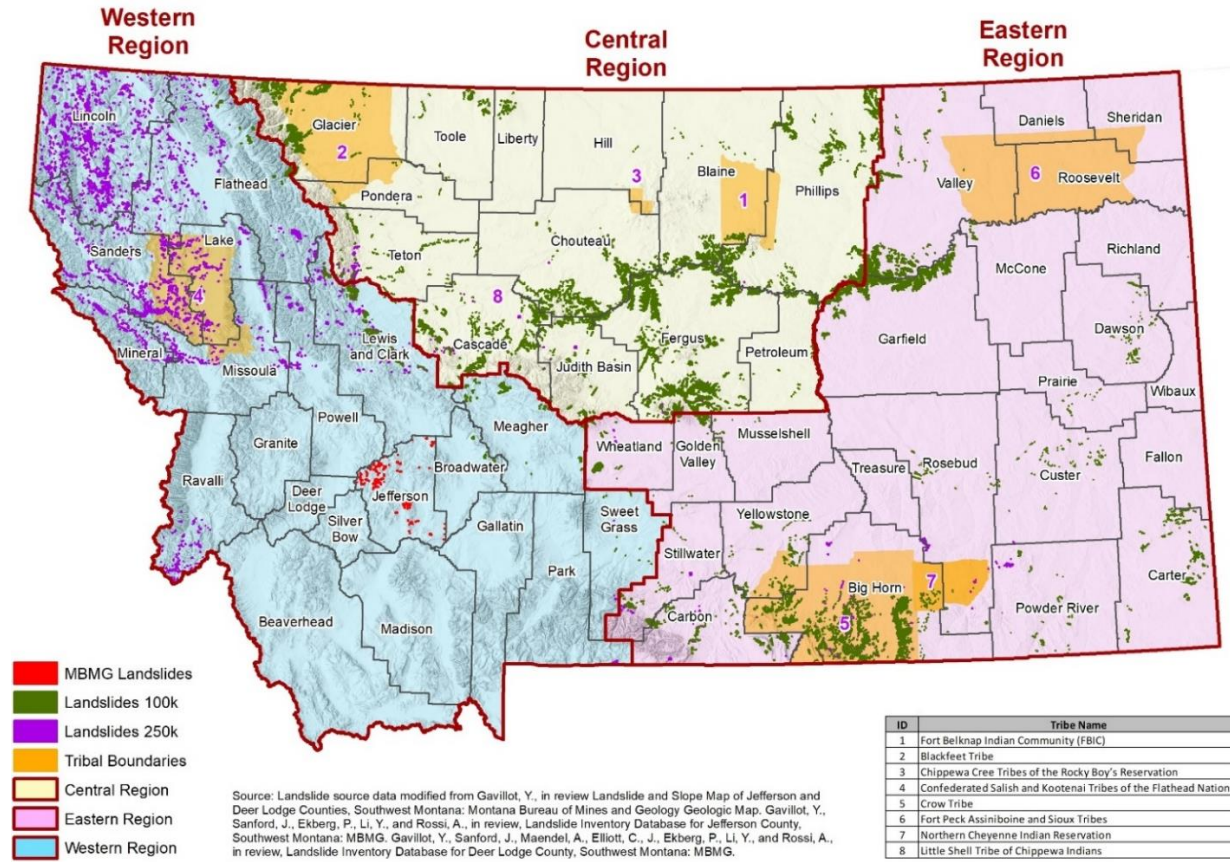 Western
Region
Central
Region
Eastern
Region
Lincoln
Flathead
Glacier
2
Toole
Liberty
Hill
3
Blaine
1
Phillips
Daniels
Sheridan
Valley
6
Roosevelt
Pondera
Sanders
Lake
4
Teton
Chouteau
8
Cascade
Judith Basin
Fergus
Petroleum
McCone
Richland
Garfield
Dawson
Prairie
Wibaux
Mineral
Missoula
Lewis
and Clark
Powell
Granite
Ravalli
Deer
Lodge
Silver
Bow
Jefferson
Broadwater
Meagher
Wheatland
Golden
Valley
Musselshell
Treasure
Rosebud
Custer
Fallon
Gallatin
Park
Sweet
Grass
Stillwater
Yellowstone
Carbon
Big Horn
5
7
Powder River
Carter
Beaverhead
Madison
MBMG Landslides
Landslides 100k
Landslides 250k
Tribal Boundaries
Central Region
Eastern Region
Western Region
Source: Landslide source data modified from Gavillot, Y., in review Landslide and Slope Map of Jefferson and
Deer Lodge Counties, Southwest Montana: Montana Bureau of Mines and Geology Geologic Map. Gavillot, Y.,
Sanford, J., Ekberg, P., Li, Y., and Rossi, A., in review, Landslide Inventory Database for Jefferson County,
Southwest Montana: MBMG. Gavillot, Y., Sanford, J., Maendel, A., Elliott, C., J., Ekberg, P., Li, Y., and Rossi, A.,
in review, Landslide Inventory Database for Deer Lodge County, Southwest Montana: MBMG.
ID Tribe Name
1 Fort Belknap Indian Community (FBIC)
2 Blackfeet Tribe
3 Chippewa Cree Tribes of the Rocky Boy's Reservation
4 Confederated Salish and Kootenai Tribes of the Flathead Nation
5 Crow Tribe
6 Fort Peck Assiniboine and Sioux Tribes
7 Northern Cheyenne Indian Reservation
8 Little Shell Tribe of Chippewa Indians